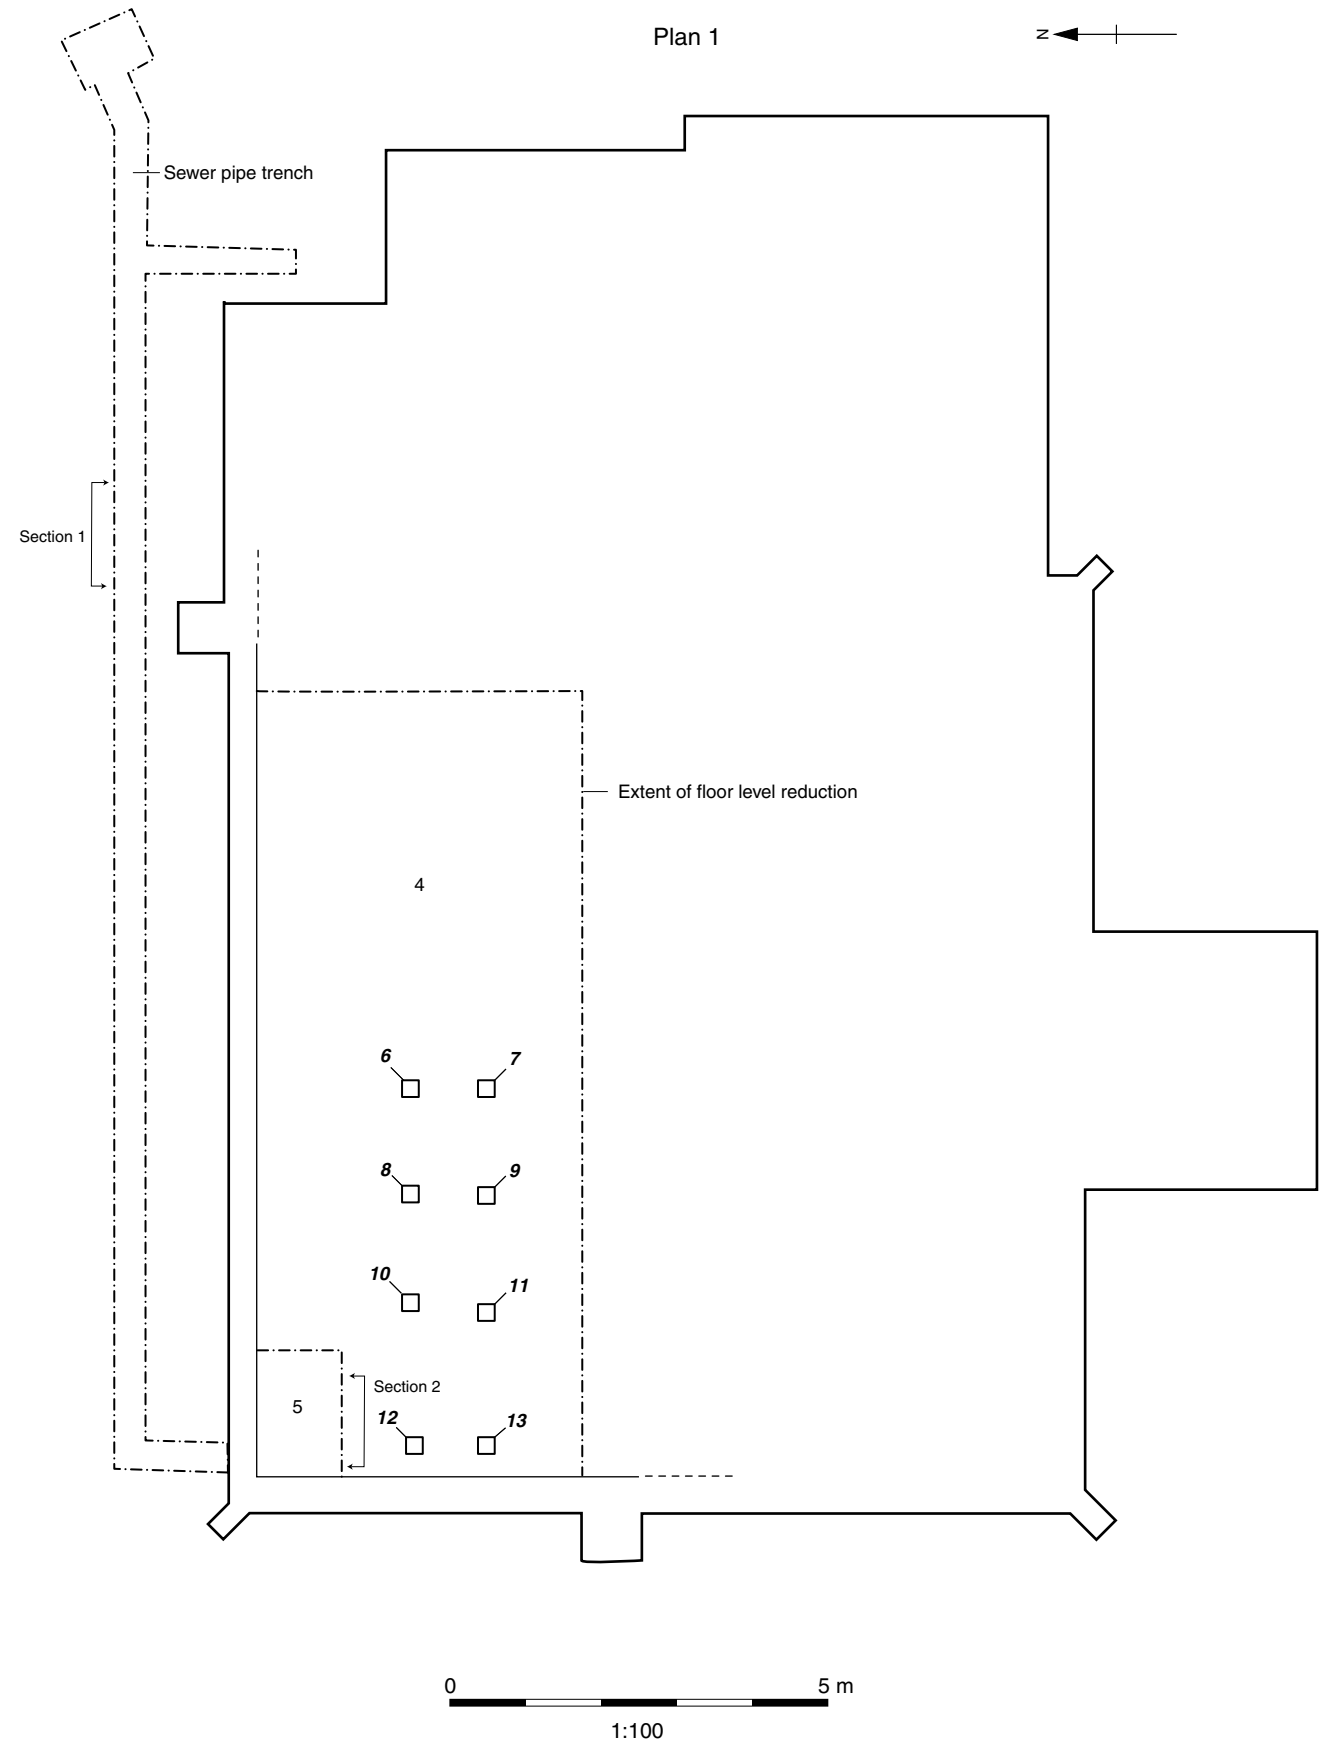 Plan 1
N
Sewer pipe trench
Section 1
Extent of floor level reduction
4
6
7
8
9
10
11
5
Section 2
12
13
0
5 m
1:100